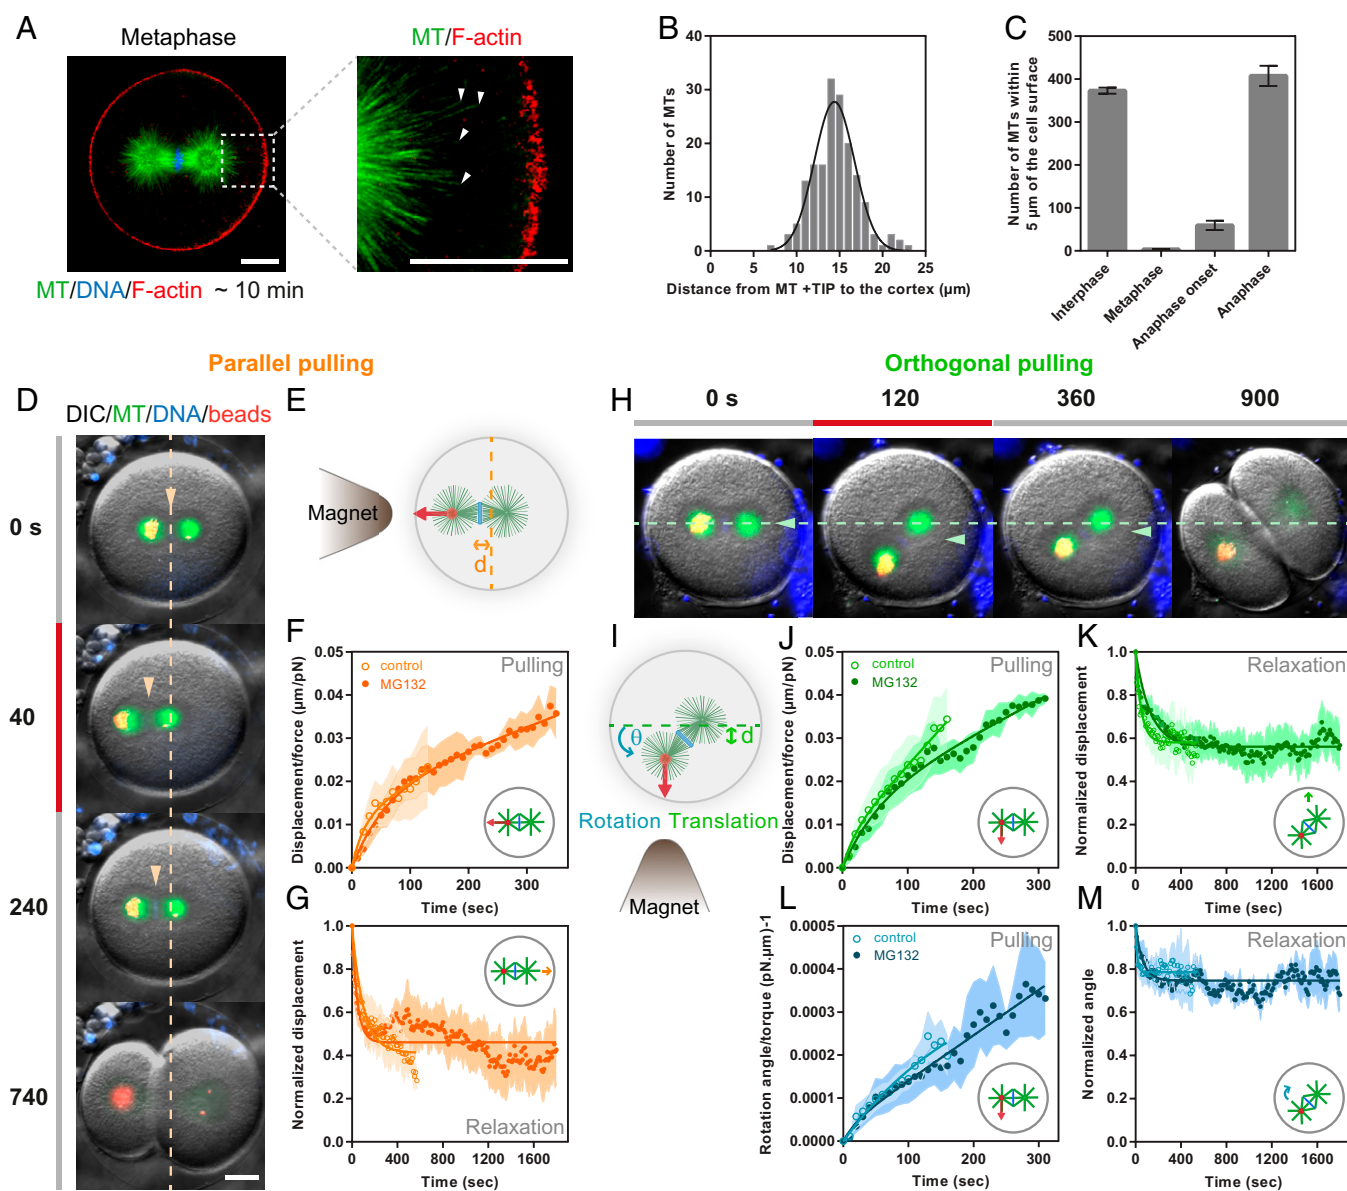 A
Metaphase
MT/F-actin
MT/DNA/F-actin ~ 10 min
B
Number of MTs
40
30
20
10
0
0 5 10 15 20 25
Distance from MT +TIP to the cortex (µm)
C
Number of MTs within
5 µm of the cell surface
500
400
300
200
100
0
Interphase
Metaphase
Anaphase onset
Anaphase
Parallel pulling
Orthogonal pulling
D
DIC/MT/DNA/beads
0 s
40
240
740
E
Magnet
d
F
Displacement/force (µm/pN)
0.05
0.04
0.03
0.02
0.01
0.00
control
MG132
Pulling
0 100 200 300
Time (sec)
G
Normalized displacement
1.0
0.8
0.6
0.4
0.2
0.0
Relaxation
0 400 800 1200 1600
Time (sec)
H
0 s 120 360 900
I
θ
d
Rotation Translation
Magnet
J
Displacement/force (µm/pN)
0.05
0.04
0.03
0.02
0.01
0.00
control
MG132
0 100 200 300
Time (sec)
K
Normalized displacement
1.0
0.8
0.6
0.4
0.2
0
Relaxation
0 400 800 1200 1600
Time (sec)
L
Rotation angle/torque (pN.µm)-1
0.0005
0.0004
0.0003
0.0002
0.0001
0.0000
control
MG132
Pulling
0 100 200 300
Time (sec)
M
Normalized angle
1.0
0.8
0.6
0.4
0.2
0.0
Relaxation
0 400 800 1200 1600
Time (sec)